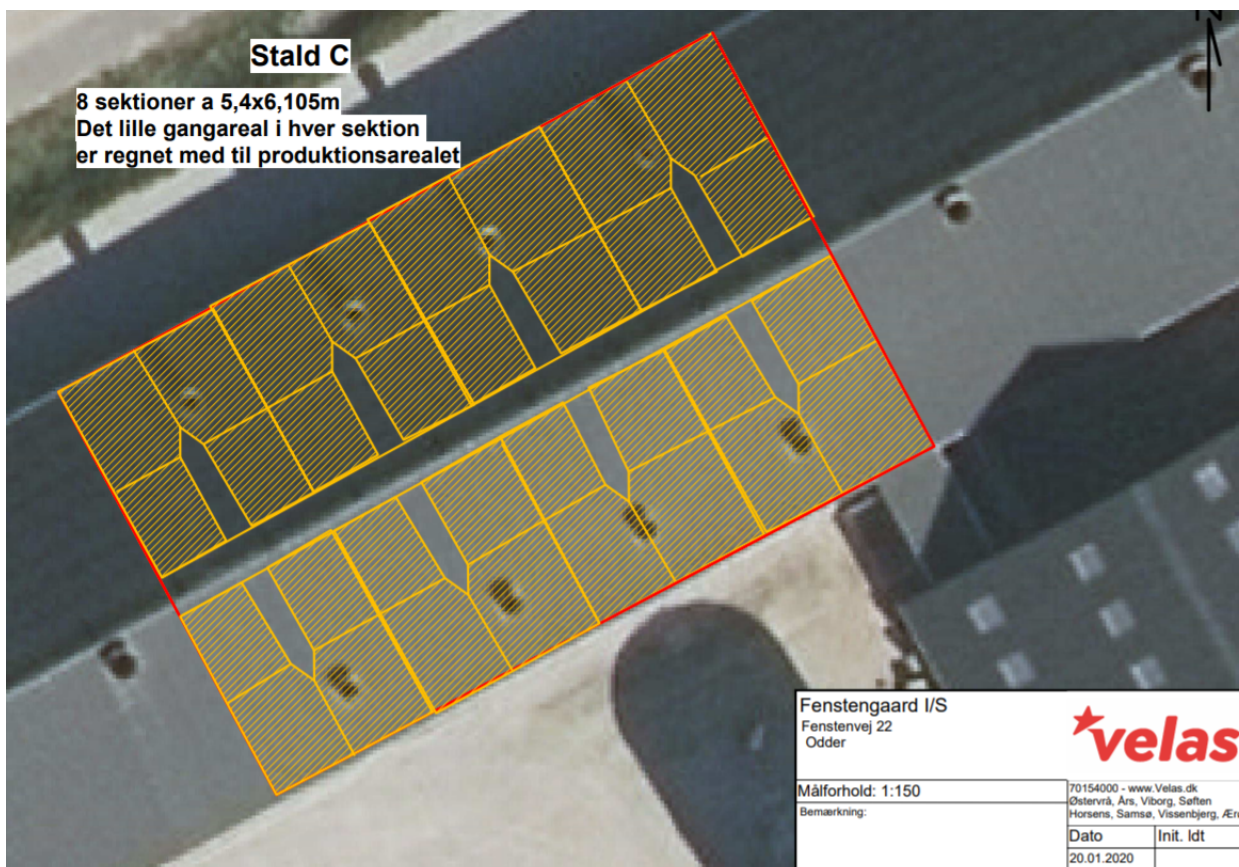 Stald C
8 sektioner a 5,4x6,105m
Det lille gangareal i hver sektion
er regnet med til produktionsarealet
Fenstengaard I/S
Fenstenvej 22
Odder
velas
Målforhold: 1:150
Bemærkning:
70154000 - www.Velas.dk
Østervrå, Års, Viborg, Søften
Horsens, Samsø, Vissenbjerg,
Dato
Init. Idt
20.01.2020